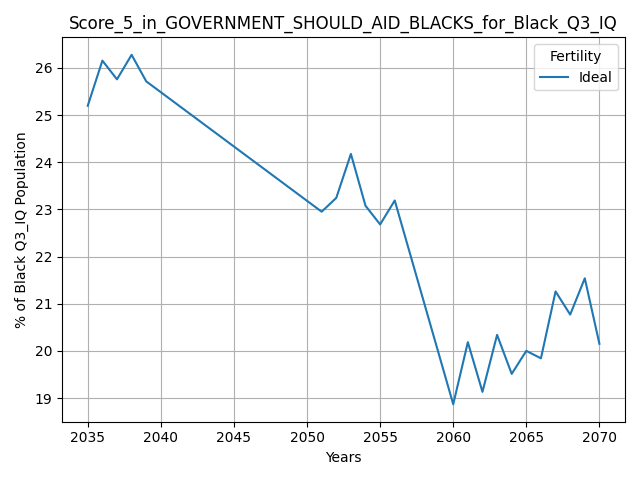 Score_5_in_GOVERNMENT_SHOULD_AID_BLACKS_for_Black_Q3_IQ
Fertility
Ideal
26
25
24
23
22
21
20
19
% of Black Q3_IQ Population
2035 2040 2045 2050 2055 2060 2065 2070
Years